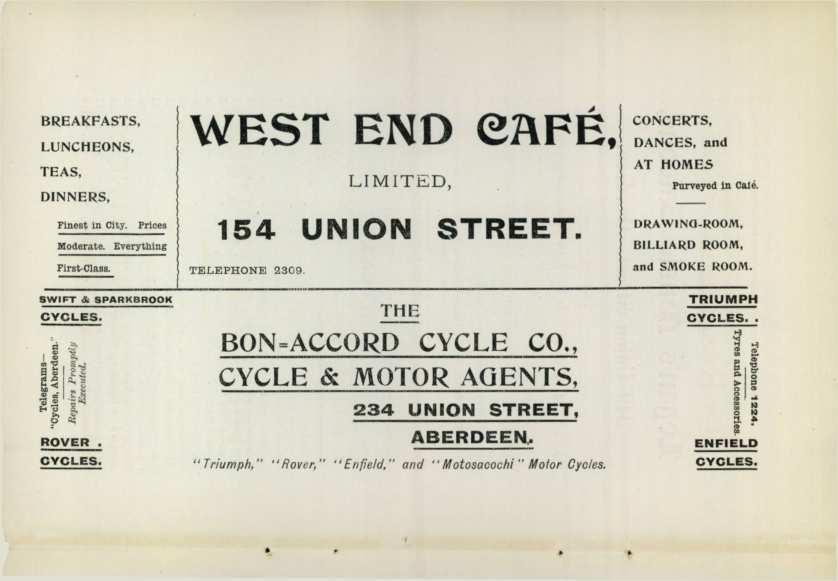 BREAKFASTS,
LUNCHEONS,
TEAS,
DINNERS,
Finest in City. Prices
Moderate. Everything
First-Class.
WEST END CAFÉ,
LIMITED,
154 UNION STREET.
TELEPHONE 2309.
CONCERTS,
DANCES, and
AT HOMES
Purveyed in Café.
DRAWING-ROOM,
BILLIARD ROOM,
and SMOKE ROOM.
SWIFT & SPARKBROOK
CYCLES.
Telegrams—
"Cycles, Aberdeen."
Repairs Promptly
Executed.
ROVER .
CYCLES.
THE
BON=ACCORD CYCLE CO.,
CYCLE & MOTOR AGENTS,
234 UNION STREET,
ABERDEEN.
"Triumph," "Rover," "Enfield," and "Motosacochi" Motor Cycles.
TRIUMPH
CYCLES. .
Telephone 1224.
Tyres and Accessories.
ENFIELD
CYCLES.